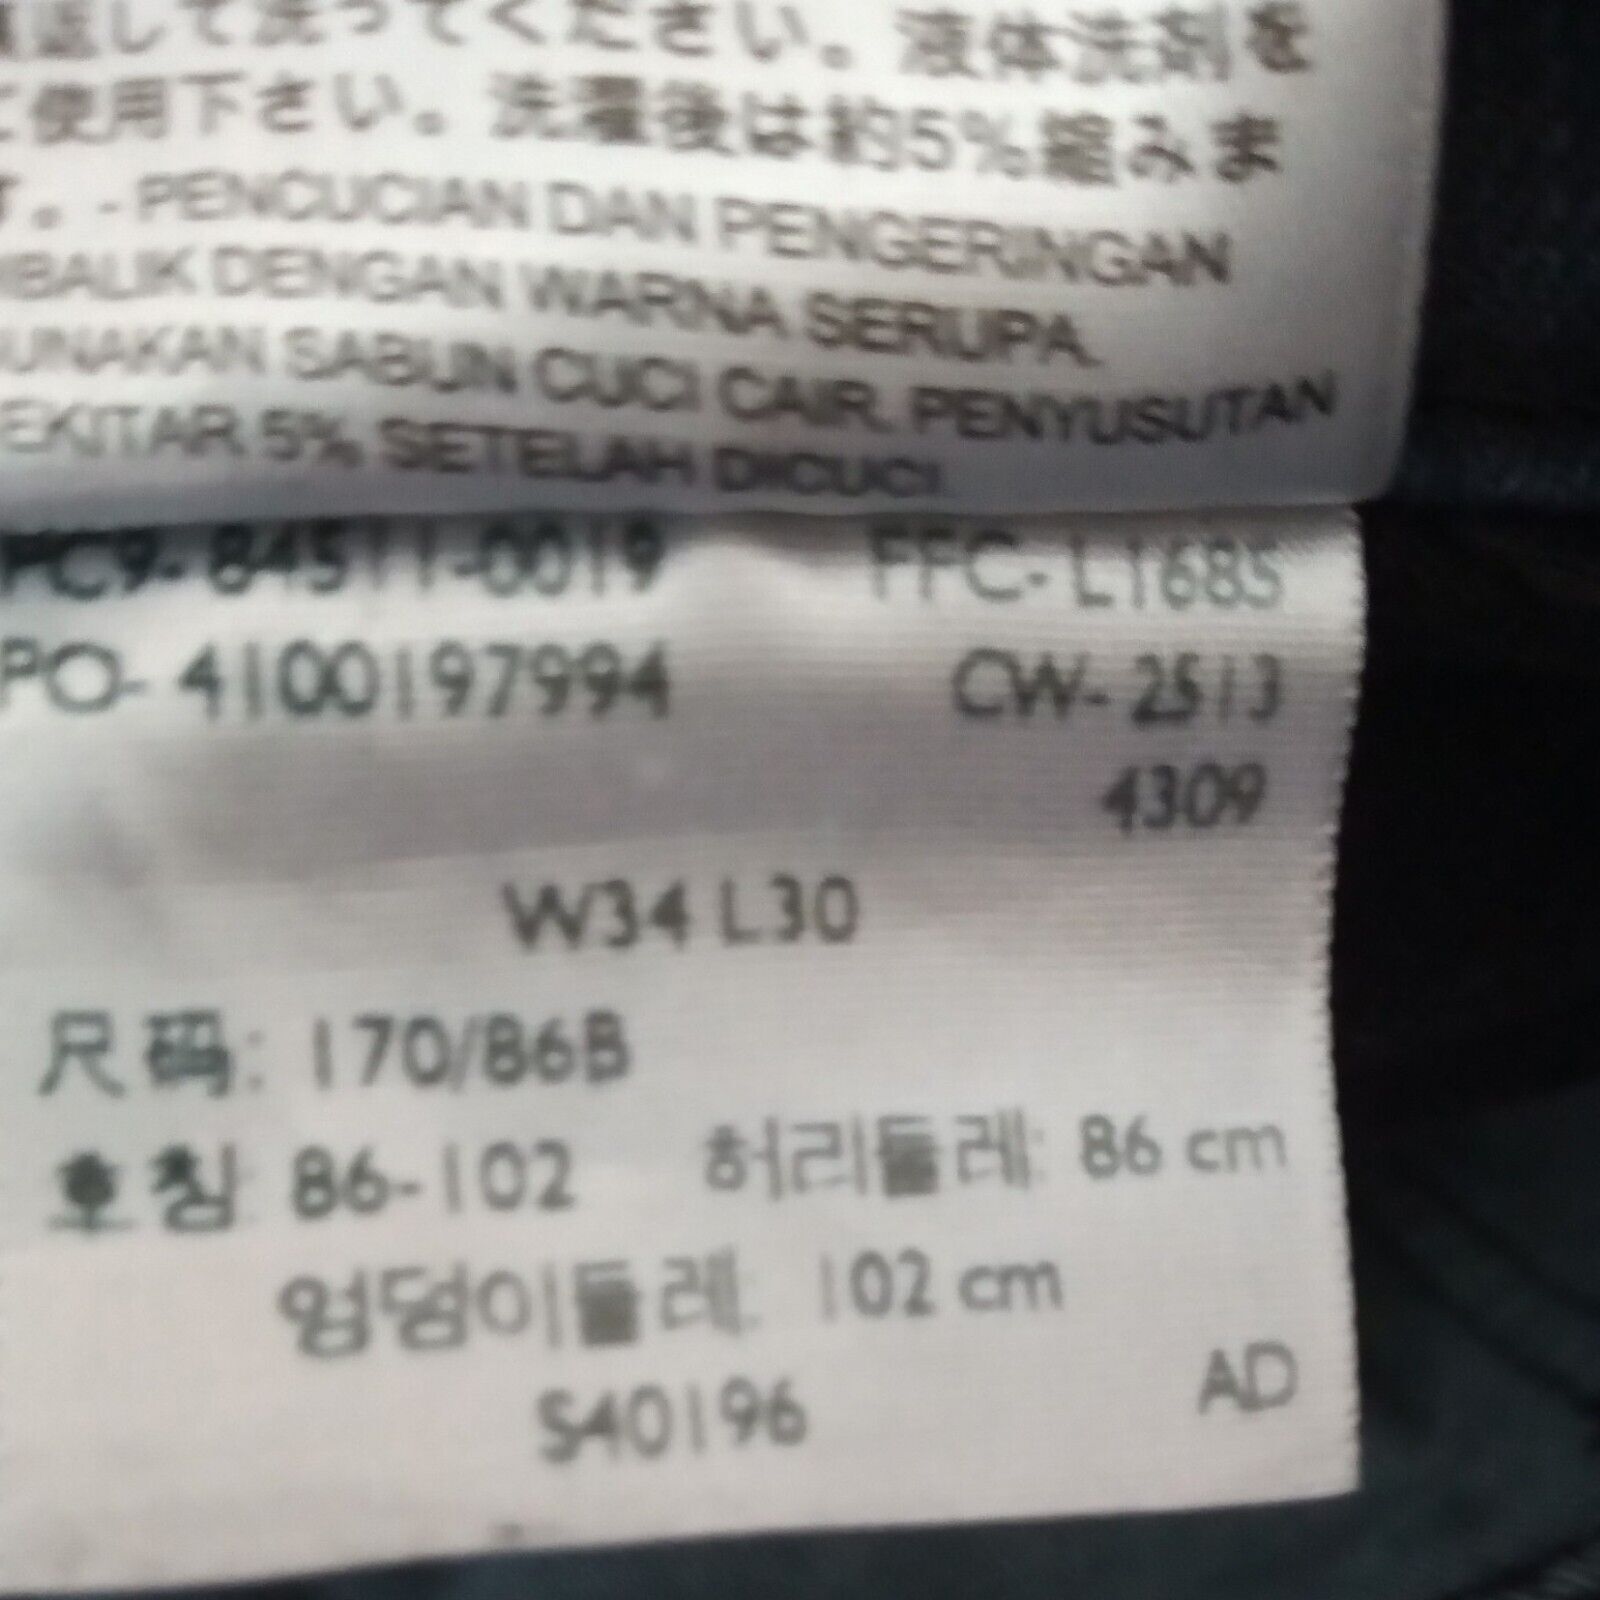 返して洗ってください。液体洗剤を
に使用下さい。洗濯後は約5%縮みま
す。- PENCUCIAN DAN PENGERINGAN
BALIK DENGAN WARNA SERUPA.
UNAKAN SABUN CUCI CAIR. PENYUSUTAN
EKITAR 5% SETELAH DICUCI.
PC9- 84511-0019 FFC- L1685
PO- 4100197994 CW- 2513
4309
W34 L30
尺码: 170/86B
호칭: 86-102 허리둘레: 86 cm
엉덩이둘레: 102 cm
S40196 AD